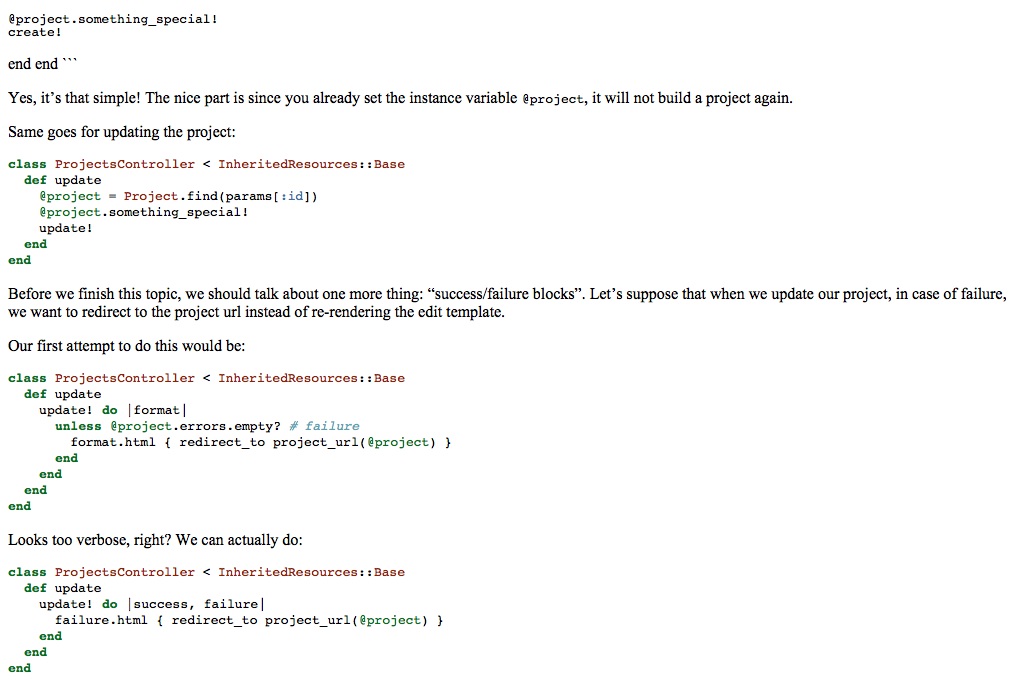 @project.something_special!
create!
end end ```
Yes, it’s that simple! The nice part is since you already set the instance variable @project, it will not build a project again.
Same goes for updating the project:
class ProjectsController < InheritedResources::Base
  def update
    @project = Project.find(params[:id])
    @project.something_special!
    update!
  end
end
Before we finish this topic, we should talk about one more thing: “success/failure blocks”. Let’s suppose that when we update our project, in case of failure,
we want to redirect to the project url instead of re-rendering the edit template.
Our first attempt to do this would be:
class ProjectsController < InheritedResources::Base
  def update
    update! do |format|
      unless @project.errors.empty? # failure
        format.html { redirect_to project_url(@project) }
      end
    end
  end
end
Looks too verbose, right? We can actually do:
class ProjectsController < InheritedResources::Base
  def update
    update! do |success, failure|
      failure.html { redirect_to project_url(@project) }
    end
  end
end